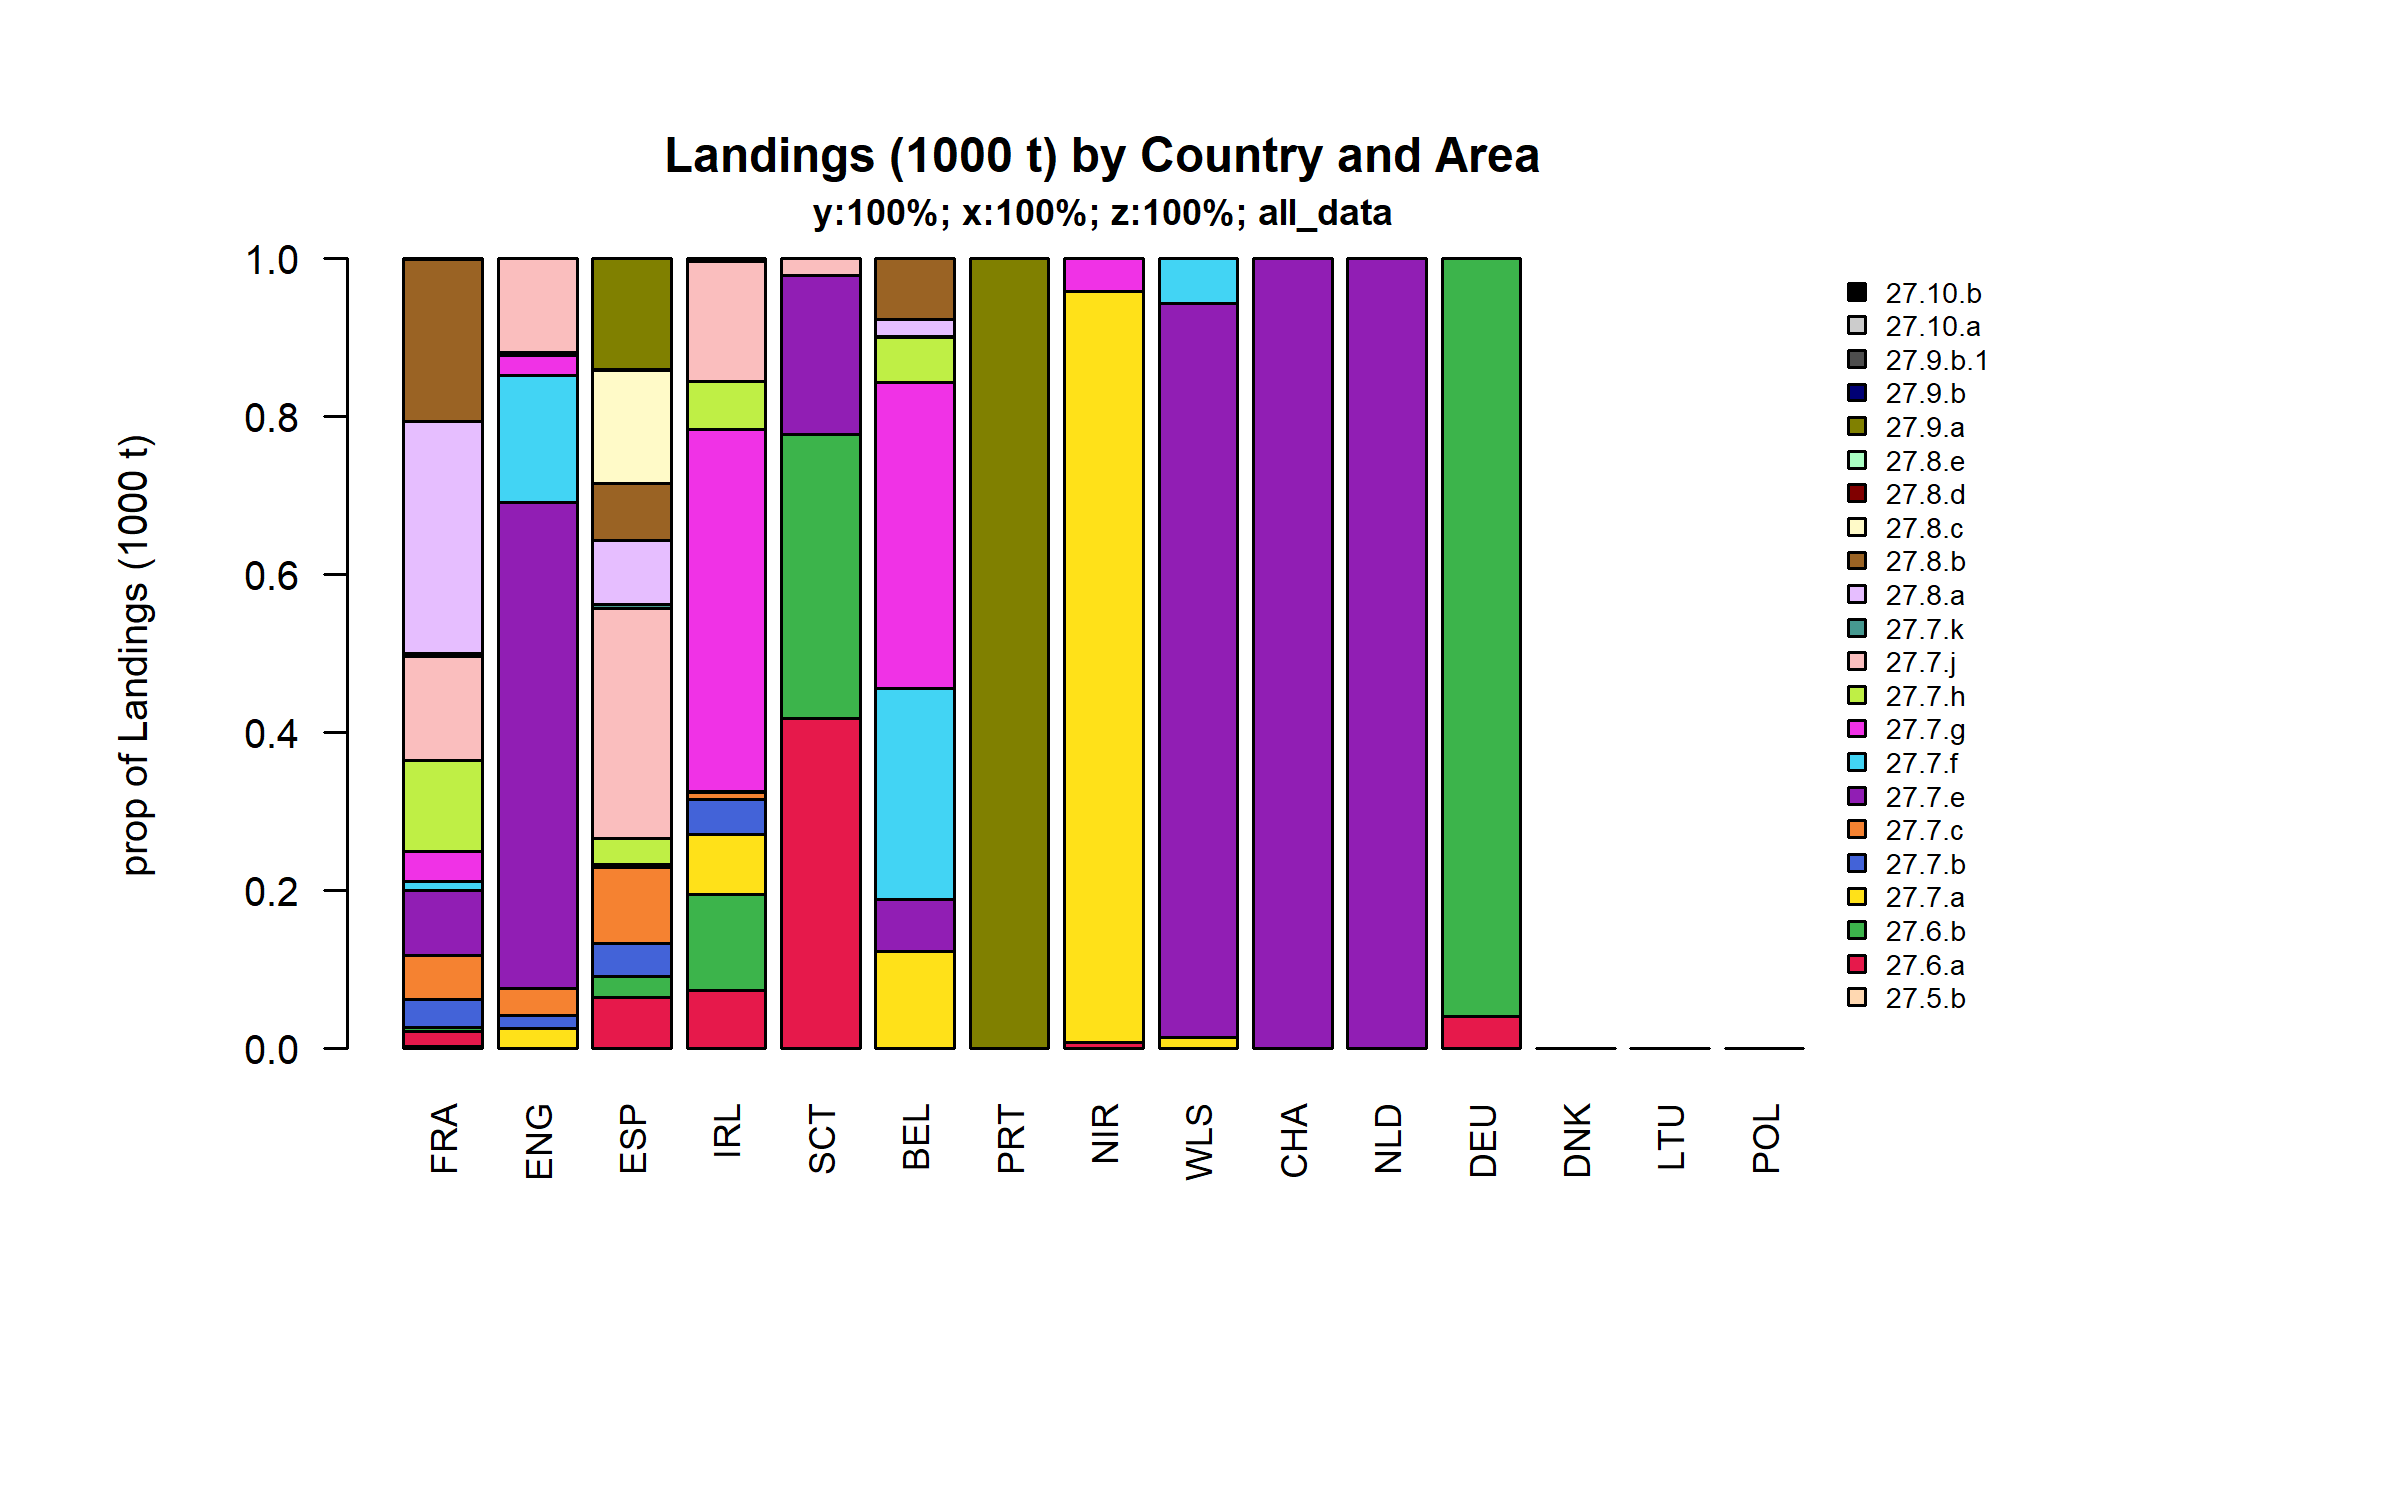 Landings (1000 t) by Country and Area
y:100%; x:100%; z:100%; all_data
prop of Landings (1000 t)
1.0
0.8
0.6
0.4
0.2
0.0
FRA
ENG
ESP
IRL
SCT
BEL
PRT
NIR
WLS
CHA
NLD
DEU
DNK
LTU
POL
27.10.b
27.10.a
27.9.b.1
27.9.b
27.9.a
27.8.e
27.8.d
27.8.c
27.8.b
27.8.a
27.7.k
27.7.j
27.7.h
27.7.g
27.7.f
27.7.e
27.7.c
27.7.b
27.7.a
27.6.b
27.6.a
27.5.b